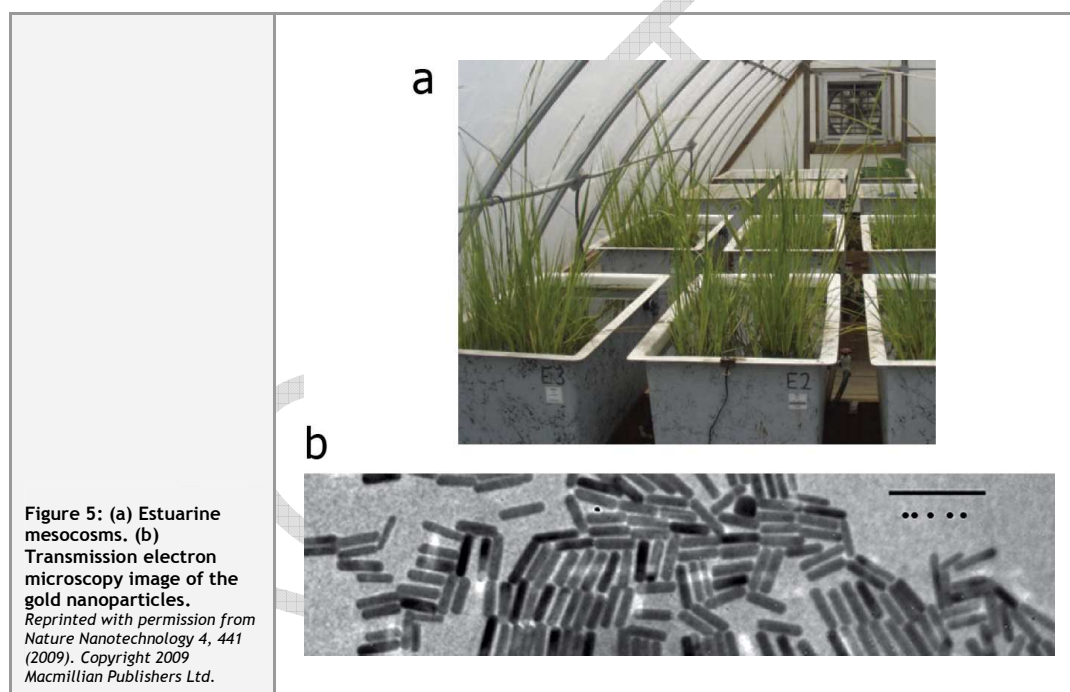 a
E3
E2
b
Figure 5: (a) Estuarine
mesocosms. (b)
Transmission electron
microscopy image of the
gold nanoparticles.
Reprinted with permission from
Nature Nanotechnology 4, 441
(2009). Copyright 2009
Macmillian Publishers Ltd.